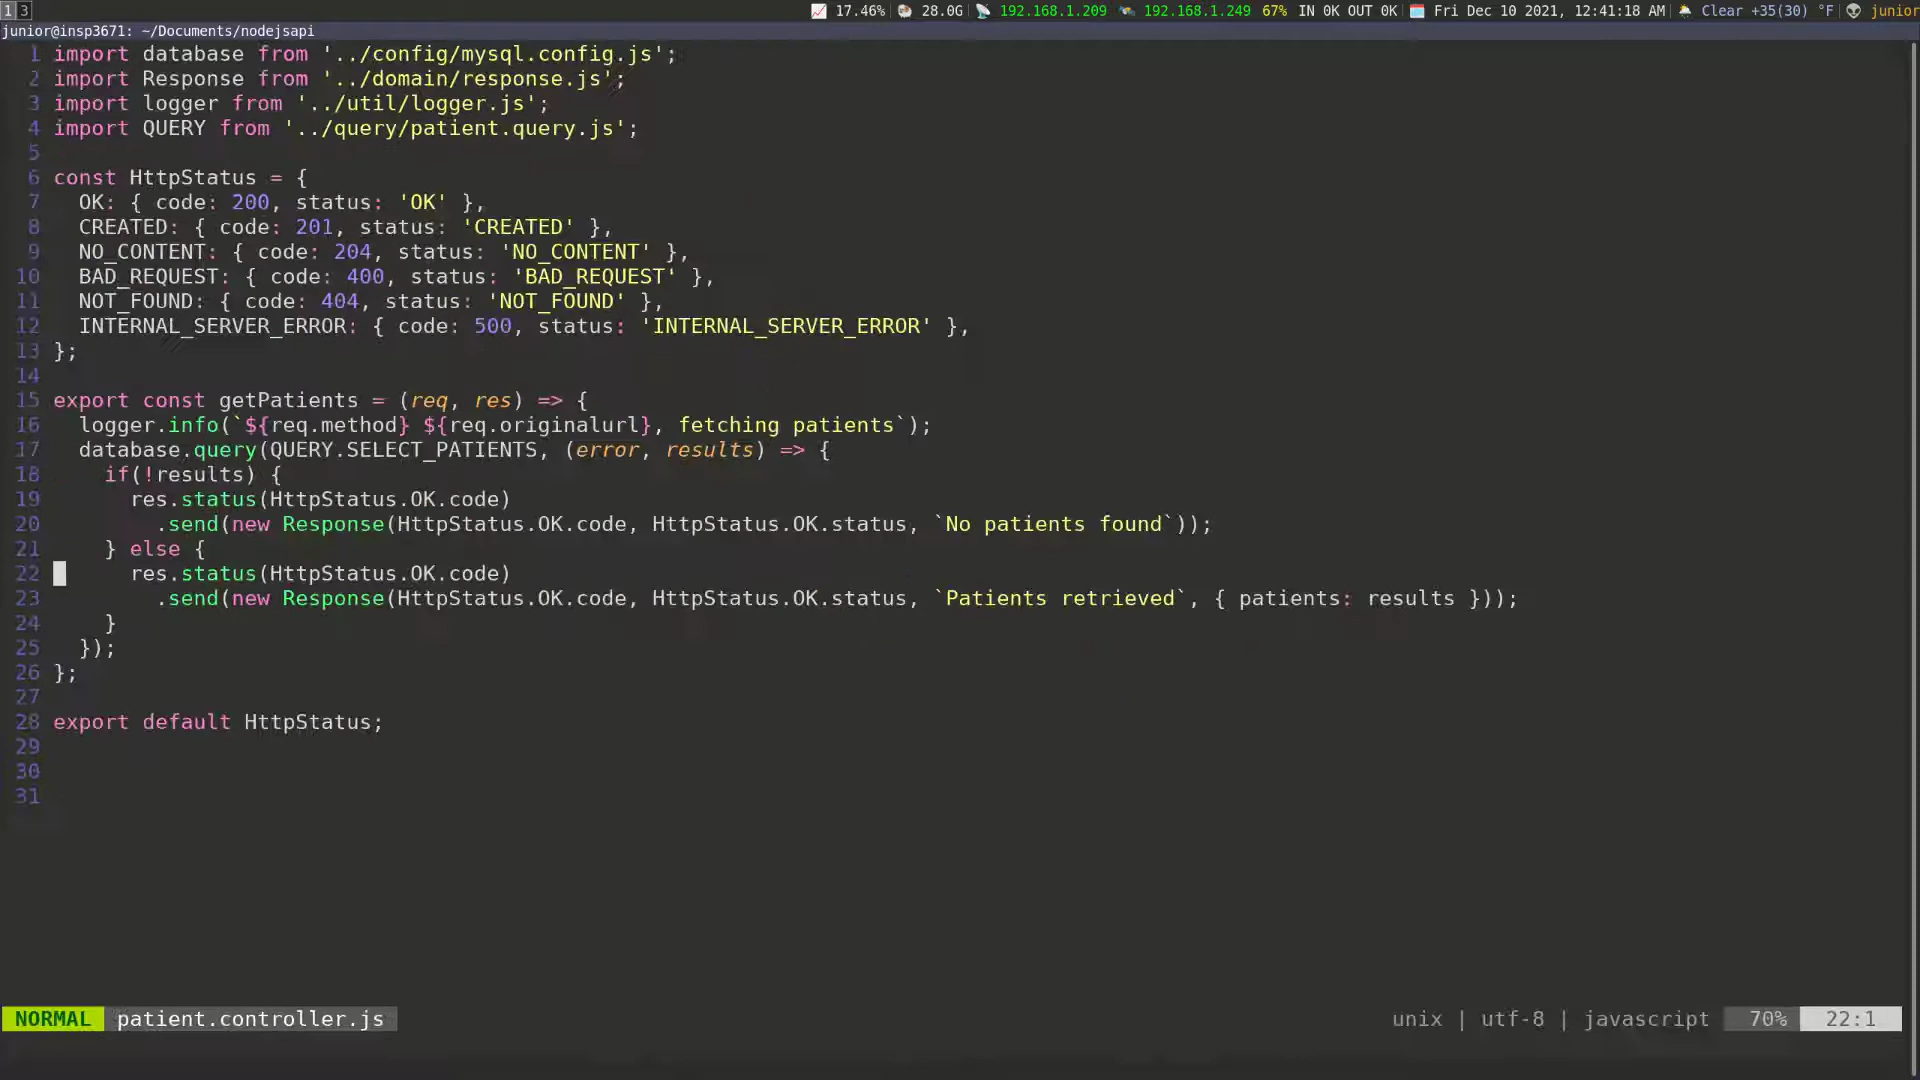 1 3 17.46% 28.0G 192.168.1.209 192.168.1.249 67% IN 0K OUT 0K Fri Dec 10 2021, 12:41:18 AM Clear +35(30) °F junior
junior@insp3671: ~/Documents/nodejsapi
1 import database from '../config/mysql.config.js';
2 import Response from '../domain/response.js';
3 import logger from '../util/logger.js';
4 import QUERY from '../query/patient.query.js';
5
6 const HttpStatus = {
7   OK: { code: 200, status: 'OK' },
8   CREATED: { code: 201, status: 'CREATED' },
9   NO_CONTENT: { code: 204, status: 'NO_CONTENT' },
10   BAD_REQUEST: { code: 400, status: 'BAD_REQUEST' },
11   NOT_FOUND: { code: 404, status: 'NOT_FOUND' },
12   INTERNAL_SERVER_ERROR: { code: 500, status: 'INTERNAL_SERVER_ERROR' },
13 };
14
15 export const getPatients = (req, res) => {
16   logger.info(`${req.method} ${req.originalurl}, fetching patients`);
17   database.query(QUERY.SELECT_PATIENTS, (error, results) => {
18     if(!results) {
19       res.status(HttpStatus.OK.code)
20         .send(new Response(HttpStatus.OK.code, HttpStatus.OK.status, `No patients found`));
21     } else {
22       res.status(HttpStatus.OK.code)
23         .send(new Response(HttpStatus.OK.code, HttpStatus.OK.status, `Patients retrieved`, { patients: results }));
24     }
25   });
26 };
27
28 export default HttpStatus;
29
30
31
NORMAL patient.controller.js unix | utf-8 | javascript 70% 22:1